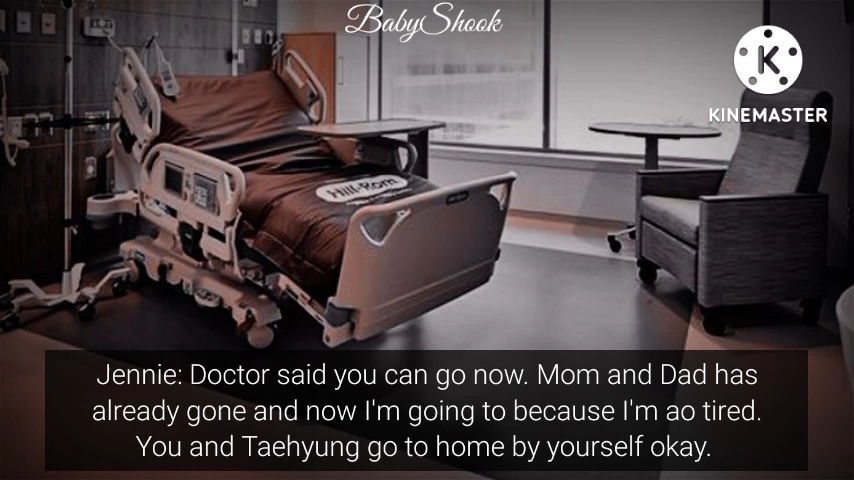 BabyShook
KINEMASTER
Hill-Rom
Jennie: Doctor said you can go now. Mom and Dad has
already gone and now I'm going to because I'm ao tired.
You and Taehyung go to home by yourself okay.